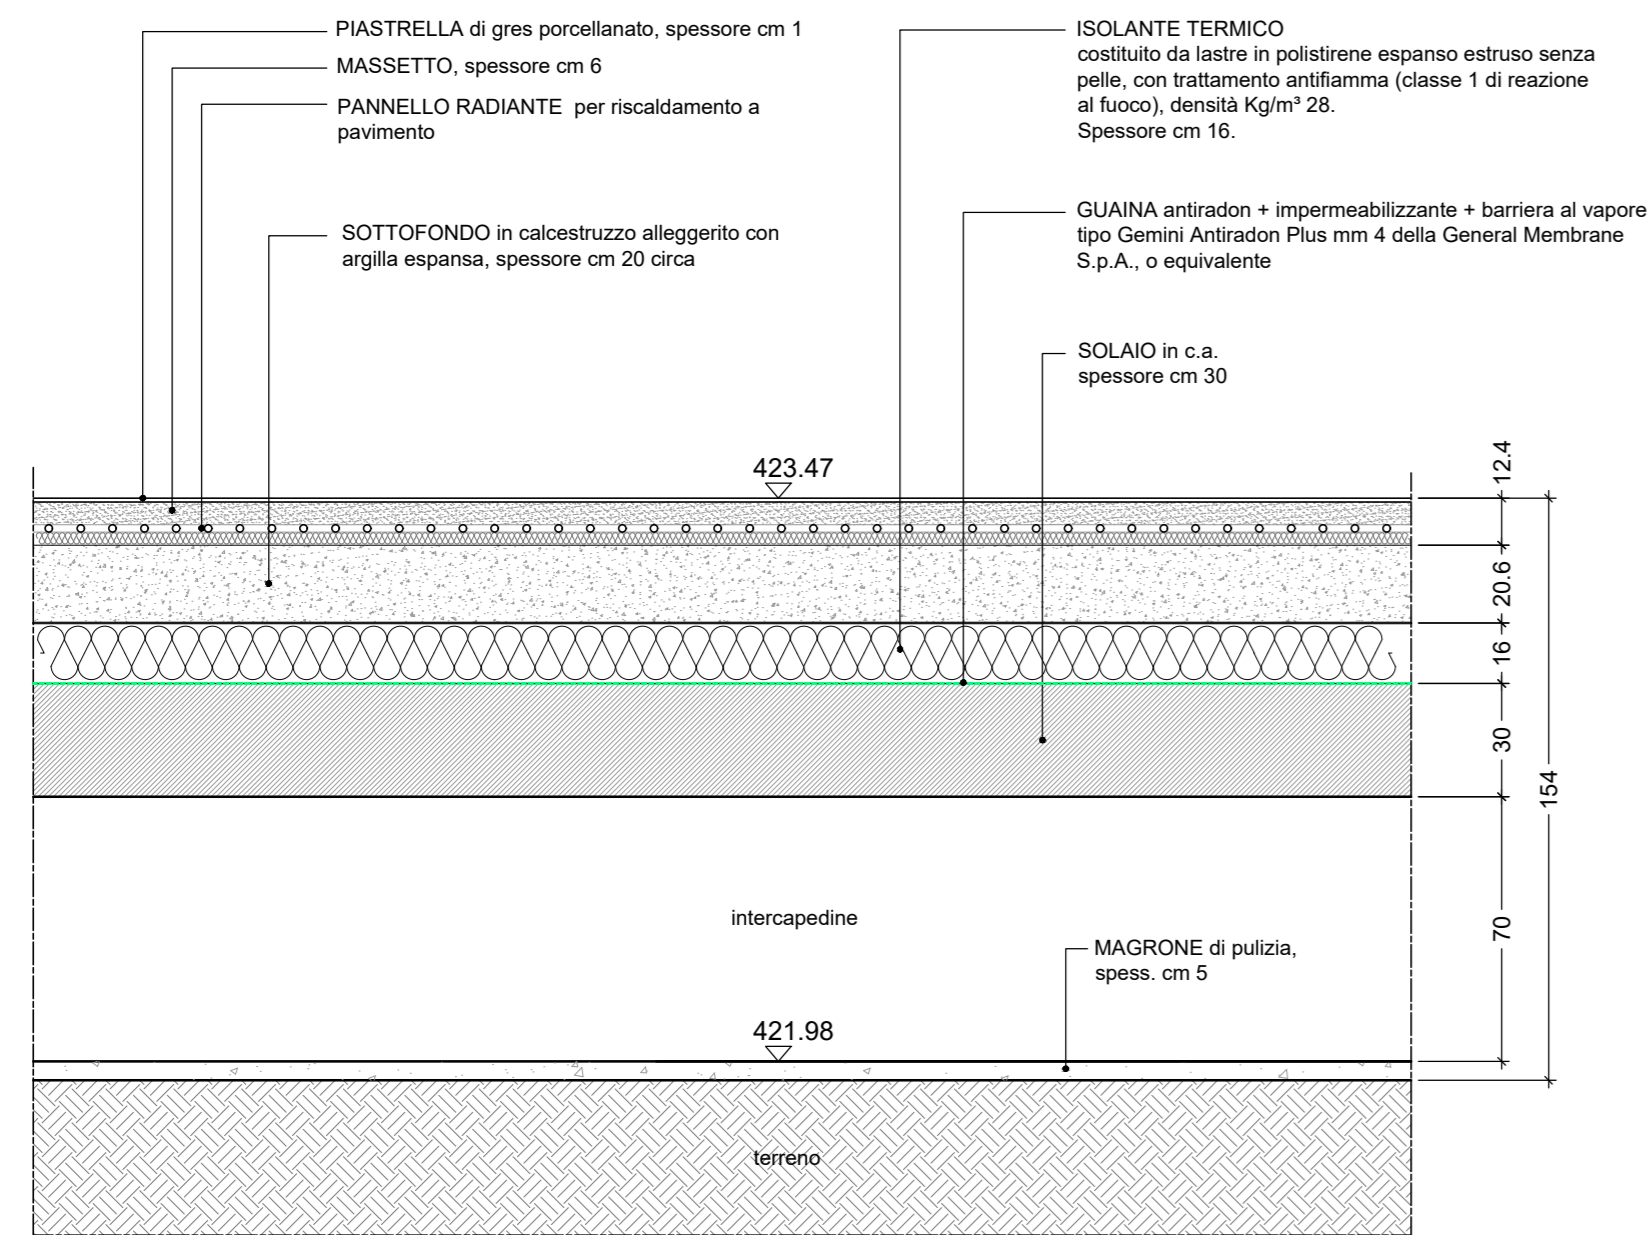 PIASTRELLA di gres porcellanato, spessore cm 1
MASSETTO, spessore cm 6
PANNELLO RADIANTE  per riscaldamento a
pavimento
SOTTOFONDO in calcestruzzo alleggerito con
argilla espansa, spessore cm 20 circa
ISOLANTE TERMICO
costituito da lastre in polistirene espanso estruso senza
pelle, con trattamento antifiamma (classe 1 di reazione
al fuoco), densità Kg/m³ 28.
Spessore cm 16.
GUAINA antiradon + impermeabilizzante + barriera al vapore
tipo Gemini Antiradon Plus mm 4 della General Membrane
S.p.A., o equivalente
SOLAIO in c.a.
spessore cm 30
423.47
12.4
20.6
16
30
154
70
intercapedine
MAGRONE di pulizia,
spess. cm 5
421.98
terreno